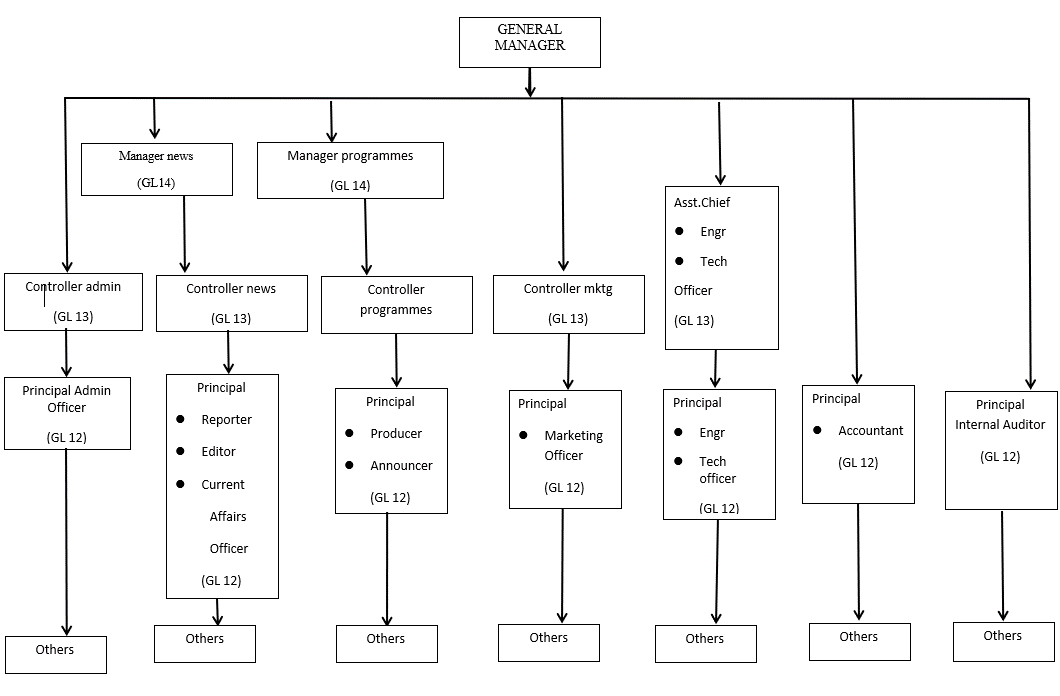 GENERAL
MANAGER
Manager news
(GL14)
Manager programmes
(GL 14)
Asst.Chief
● Engr
● Tech
Officer
(GL 13)
Controller admin
(GL 13)
Controller news
(GL 13)
Controller
programmes
Controller mktg
(GL 13)
Principal Admin
Officer
(GL 12)
Principal
● Reporter
● Editor
● Current
Affairs
Officer
(GL 12)
Principal
● Producer
● Announcer
(GL 12)
Principal
● Marketing
Officer
(GL 12)
Principal
● Engr
● Tech
officer
(GL 12)
Principal
● Accountant
(GL 12)
Principal
Internal Auditor
(GL 12)
Others
Others
Others
Others
Others
Others
Others